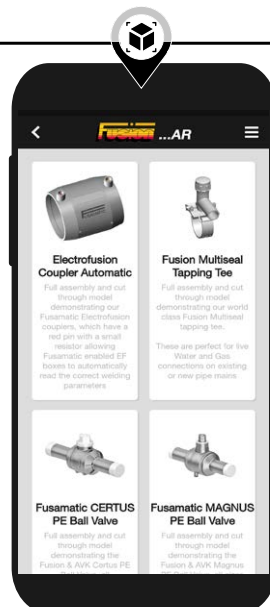 Fusion ...AR
Electrofusion
Coupler Automatic
Full assembly and cut
through model
demonstrating our
Fusamatic Electrofusion
couplers, which have a
red pin with a small
resistor allowing
Fusamatic enabled EF
boxes to automatically
read the correct welding
parameters
Fusion Multiseal
Tapping Tee
Full assembly and cut
through model
demonstrating our world
class Fusion Multiseal
tapping tee.
These are perfect for live
Water and Gas
connections on existing
or new pipe mains
Fusamatic CERTUS
PE Ball Valve
Full assembly and cut
through model
demonstrating the
Fusion & AVK Certus PE
Fusamatic MAGNUS
PE Ball Valve
Full assembly and cut
through model
demonstrating the
Fusion & AVK Magnus